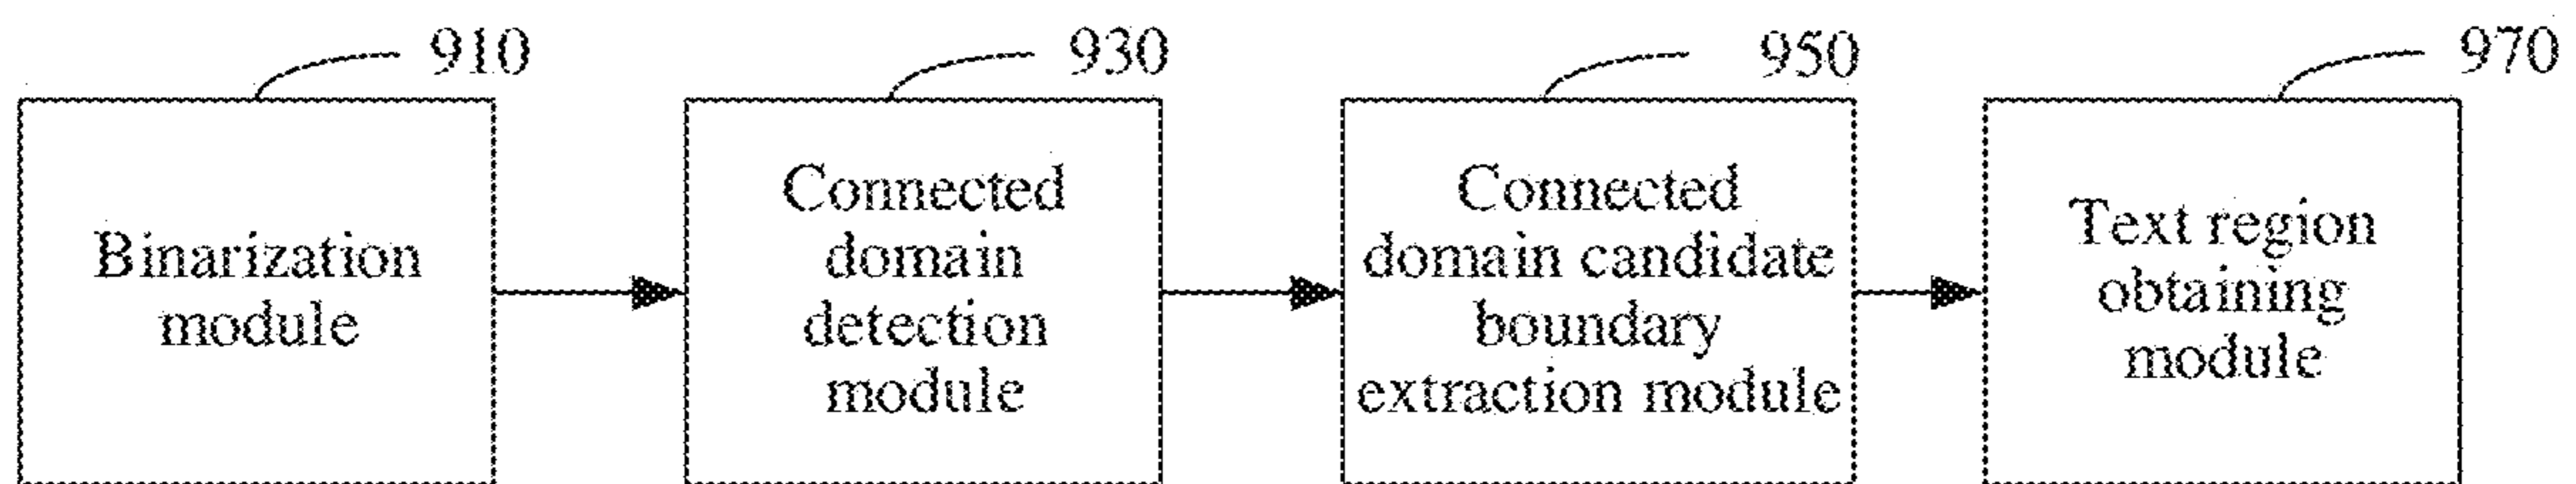 910
930
950
970
Binarization
module
Connected
domain
detection
module
Connected
domain candidate
boundary
extraction module
Text region
obtaining
module